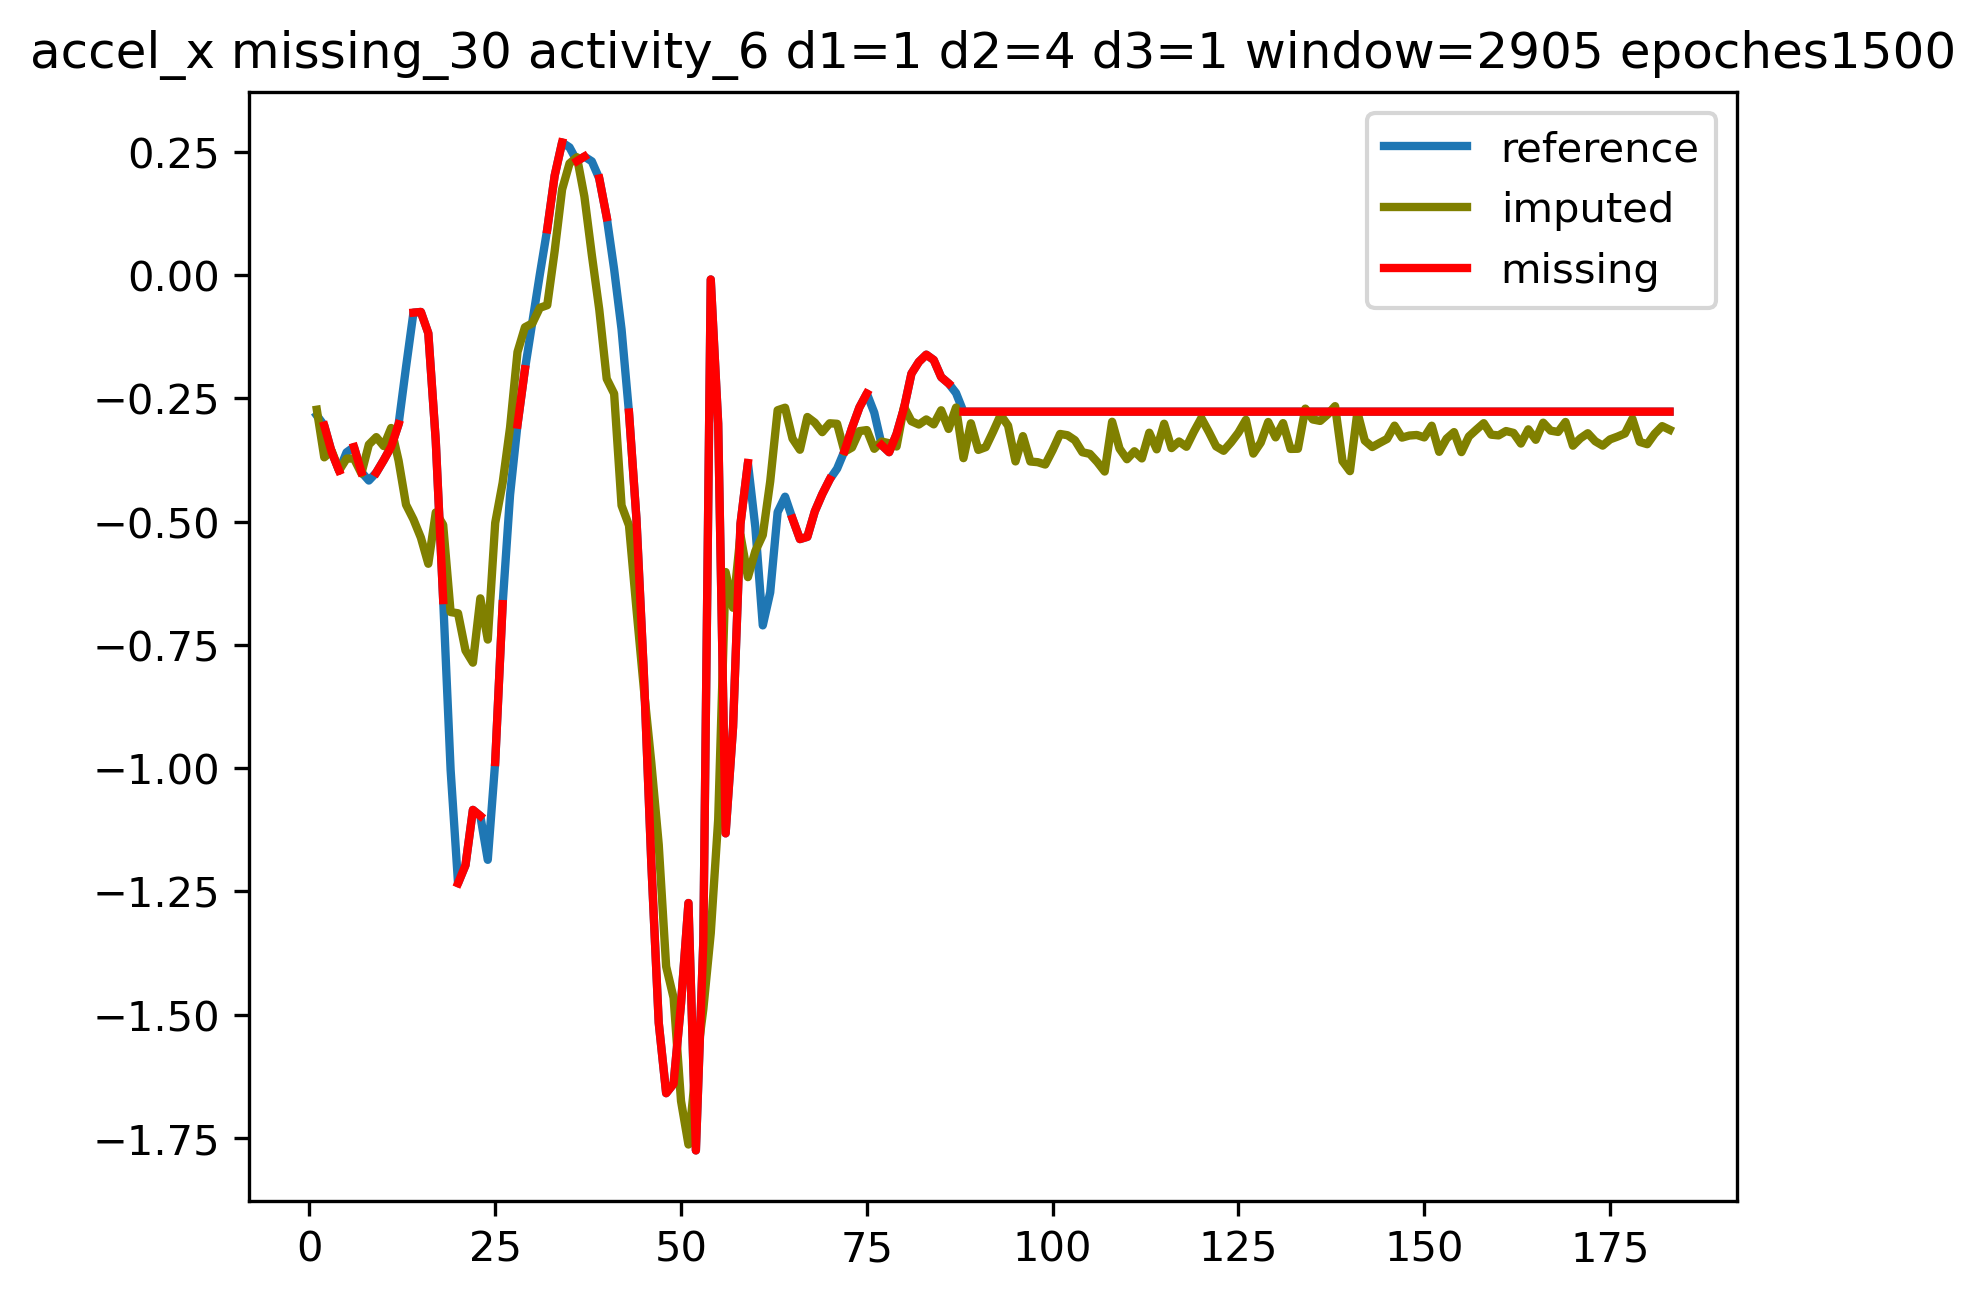 accel_x missing_30 activity_6 d1=1 d2=4 d3=1 window=2905 epoches1500
reference
imputed
missing
0.25
0.00
−0.25
−0.50
−0.75
−1.00
−1.25
−1.50
−1.75
0 25 50 75 100 125 150 175